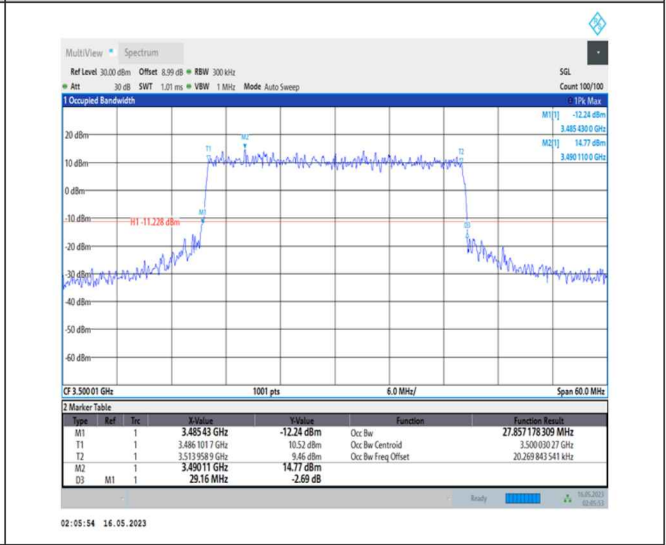 MultiView Spectrum
Ref Level 30.00 dBm Offset 8.99 dB RBW 300 kHz SGL
Att 30 dB SWT 1.01 ms VBW 1 MHz Mode Auto Sweep Count 100/100
1 Occupied Bandwidth 1Pk Max
M1[1] -12.24 dBm
3.485 430 0 GHz
M2[1] 14.77 dBm
3.490 110 0 GHz
20 dBm
M2
T1
T2
10 dBm
0 dBm
-10 dBm
H1 -11.228 dBm
M1
D3
-20 dBm
-30 dBm
-40 dBm
-50 dBm
-60 dBm
CF 3.500 01 GHz 1001 pts 6.0 MHz/ Span 60.0 MHz
2 Marker Table
Type Ref Trc X-Value Y-Value Function Function Result
M1 1 3.485 43 GHz -12.24 dBm Occ Bw 27.857 178 309 MHz
T1 1 3.486 101 7 GHz 10.52 dBm Occ Bw Centroid 3.500 030 27 GHz
T2 1 3.513 958 9 GHz 9.46 dBm Occ Bw Freq Offset 20.269 843 541 kHz
M2 1 3.490 11 GHz 14.77 dBm
D3 M1 1 29.16 MHz -2.69 dB
Ready 16.05.2023
02:05:53
02:05:54 16.05.2023